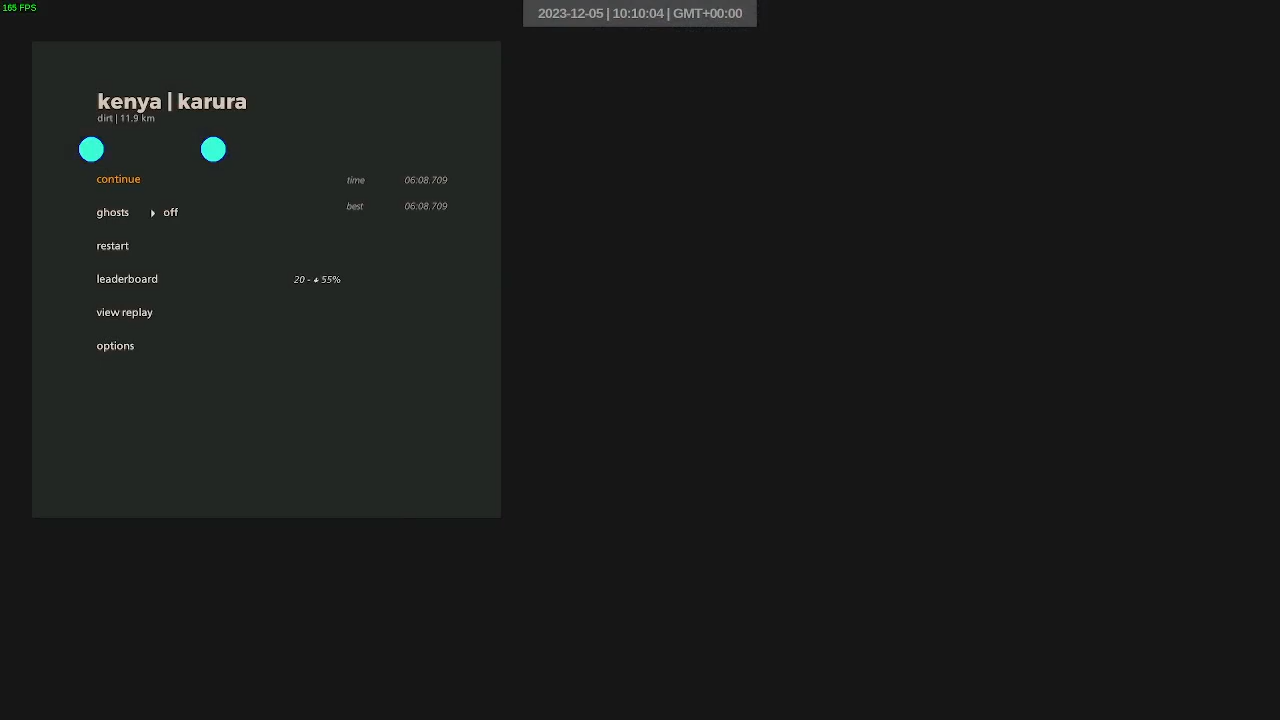 165 FPS
2023-12-05 | 10:10:04 | GMT+00:00
kenya | karura
dirt | 11.9 km
continue
time 06:08.709
ghosts off
best 06:08.709
restart
leaderboard 20 - ↓ 55%
view replay
options